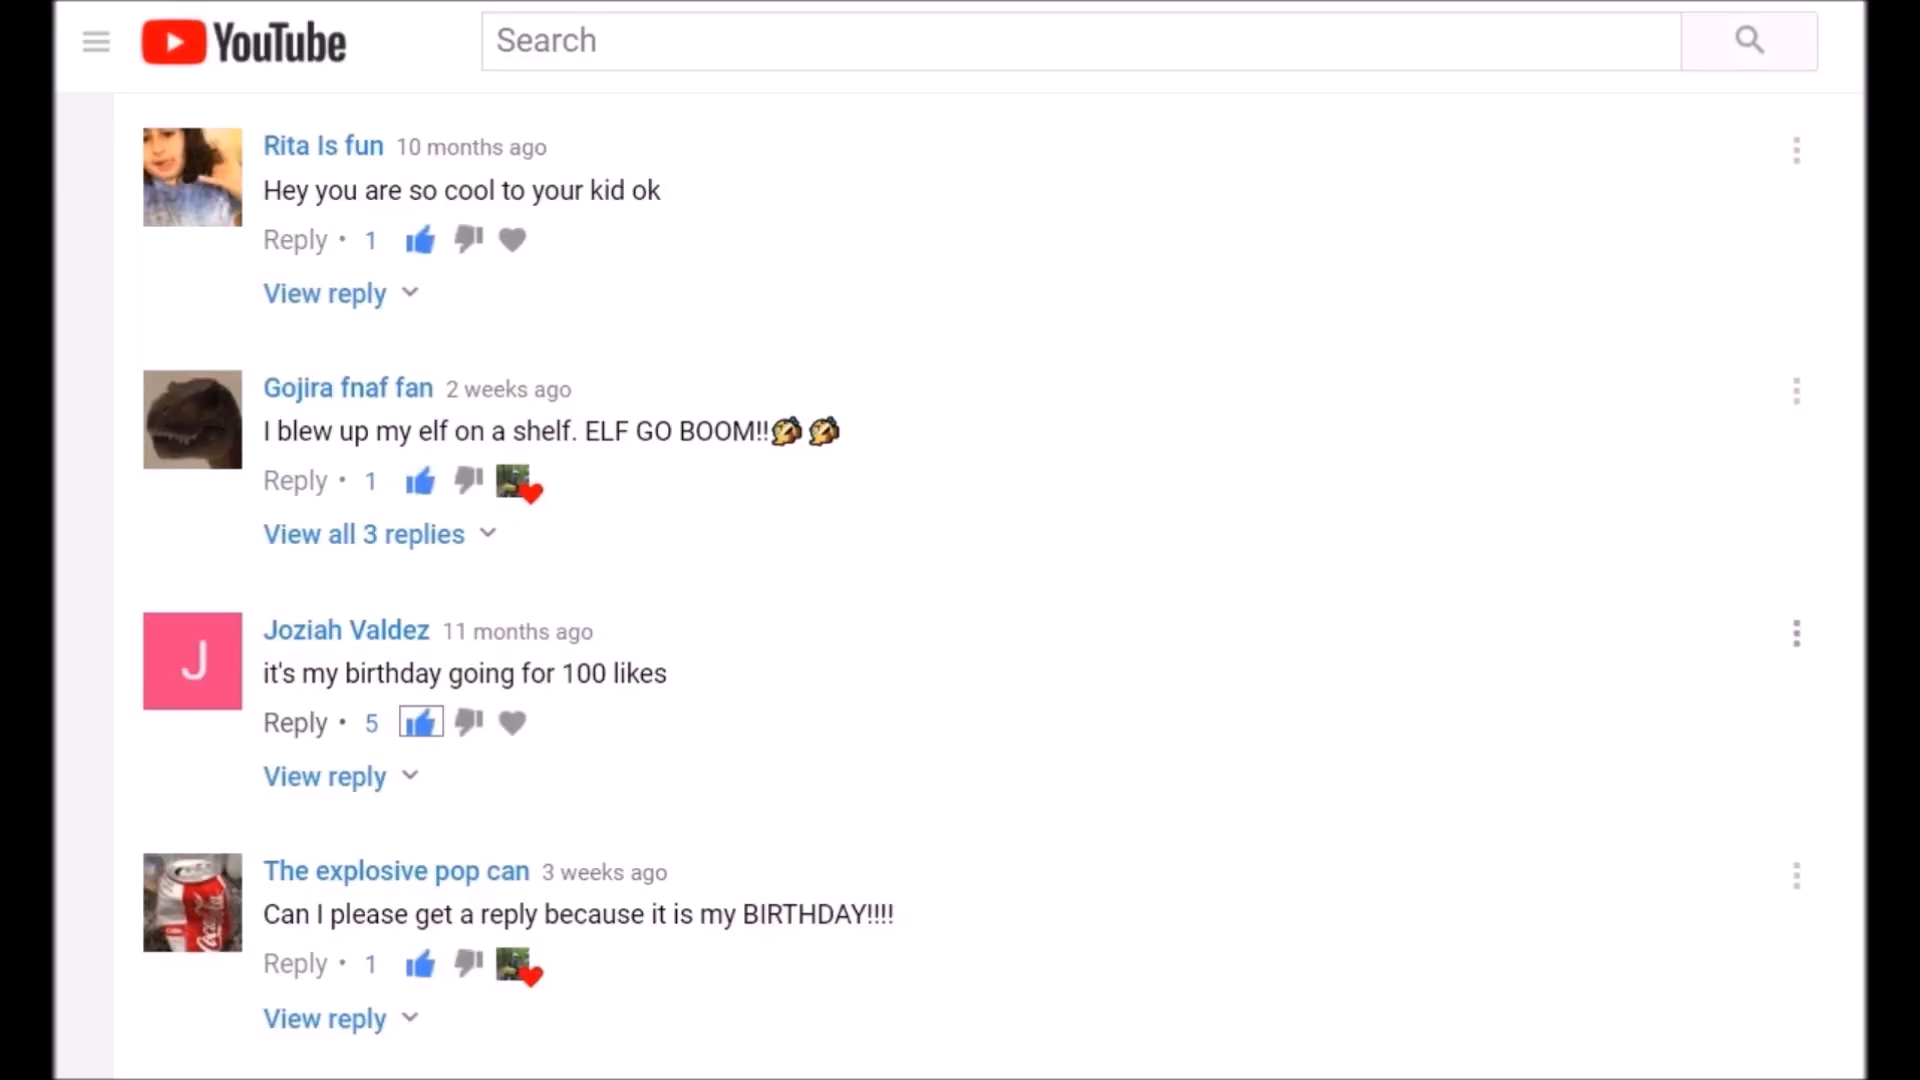 YouTube
Search
Rita Is fun 10 months ago
Hey you are so cool to your kid ok
Reply • 1
View reply
Gojira fnaf fan 2 weeks ago
I blew up my elf on a shelf. ELF GO BOOM!!🤣🤣
Reply • 1
View all 3 replies
J
Joziah Valdez 11 months ago
it's my birthday going for 100 likes
Reply • 5
View reply
The explosive pop can 3 weeks ago
Can I please get a reply because it is my BIRTHDAY!!!!
Coca-Cola
Reply • 1
View reply